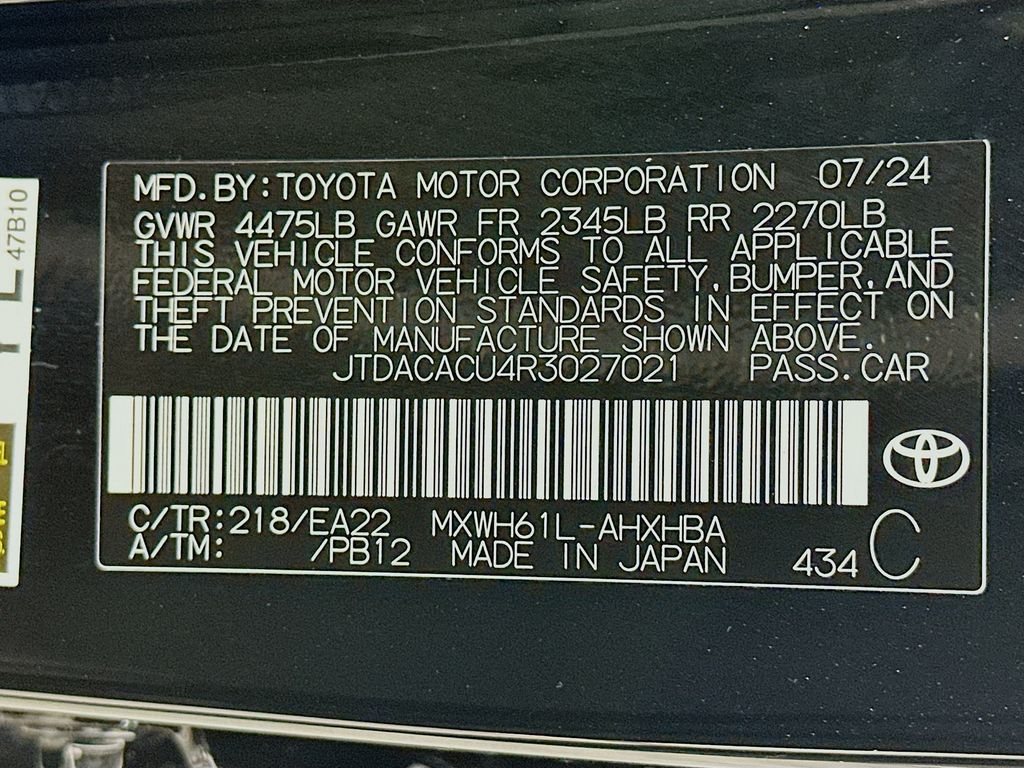 MFD.BY:TOYOTA MOTOR CORPORATION 07/24
GVWR 4475LB GAWR FR 2345LB RR 2270LB
THIS VEHICLE CONFORMS TO ALL APPLICABLE
FEDERAL MOTOR VEHICLE SAFETY,BUMPER,AND
THEFT PREVENTION STANDARDS IN EFFECT ON
THE DATE OF MANUFACTURE SHOWN ABOVE.
JTDACACU4R3027021 PASS.CAR
C/TR:218/EA22 MXWH61L-AHXHBA
A/TM: /PB12 MADE IN JAPAN 434 C
47B10